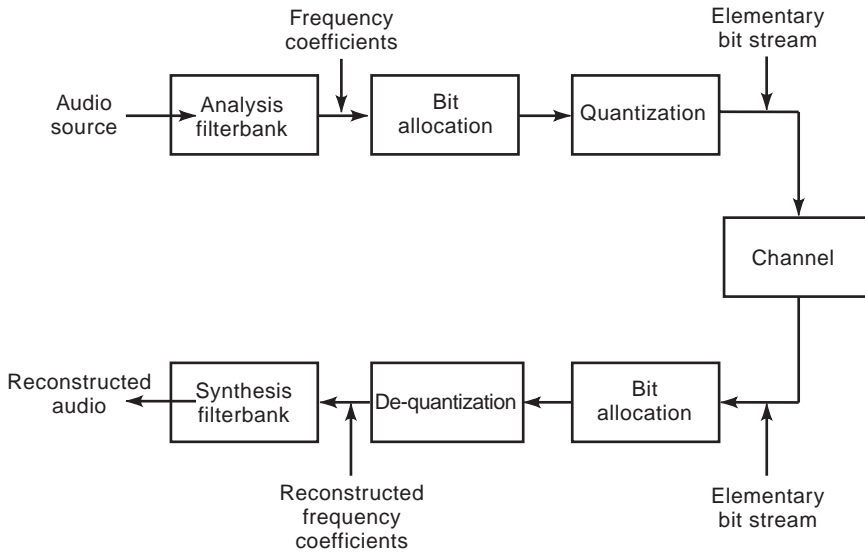 Frequency
coefficients
Elementary
bit stream
Audio
source
Analysis
filterbank
Bit
allocation
Quantization
Channel
Reconstructed
audio
Synthesis
filterbank
De-quantization
Bit
allocation
Reconstructed
frequency
coefficients
Elementary
bit stream